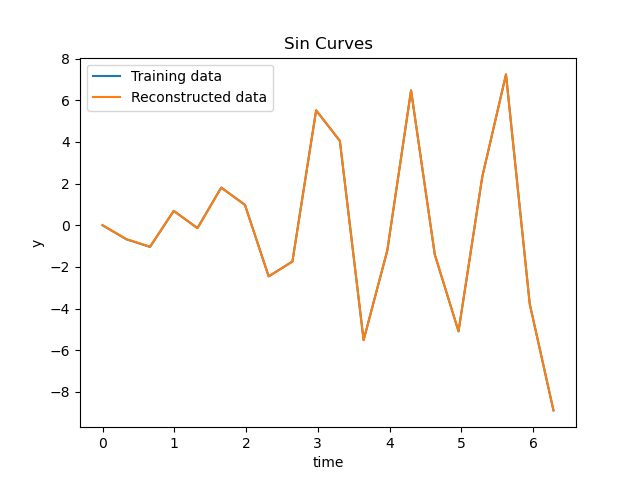 Sin Curves
Training data
Reconstructed data
8
6
4
2
0
−2
−4
−6
−8
y
0 1 2 3 4 5 6
time